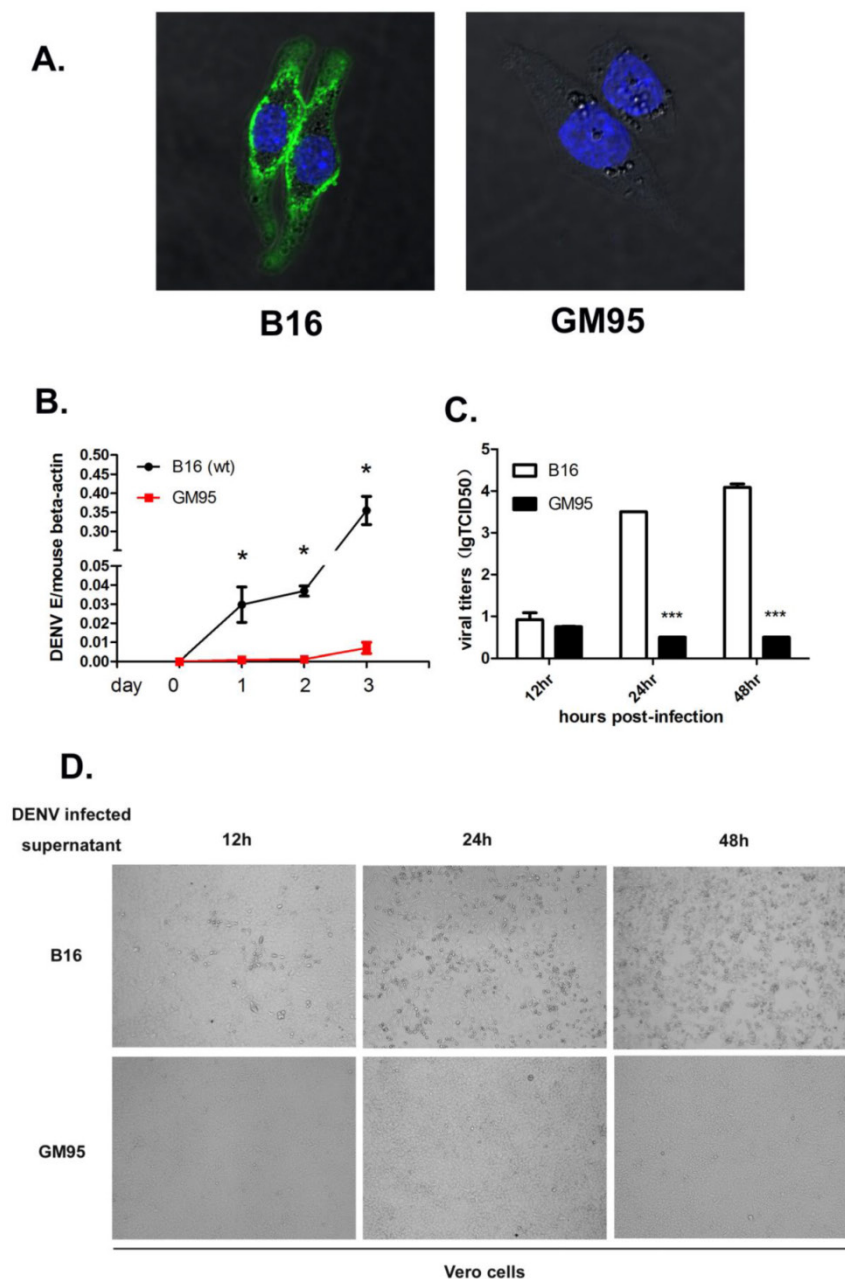 A.
B16 GM95
B.
DENV E/mouse beta-actin
0.50
0.45
0.40
0.35
0.30
0.05
0.04
0.03
0.02
0.01
0.00
B16 (wt)
GM95
*
*
*
day 0 1 2 3
C.
viral titers（lgTCID50）
5
4
3
2
1
0
B16
GM95
***
***
12hr 24hr 48hr
hours post-infection
D.
DENV infected
supernatant
12h 24h 48h
B16
GM95
Vero cells